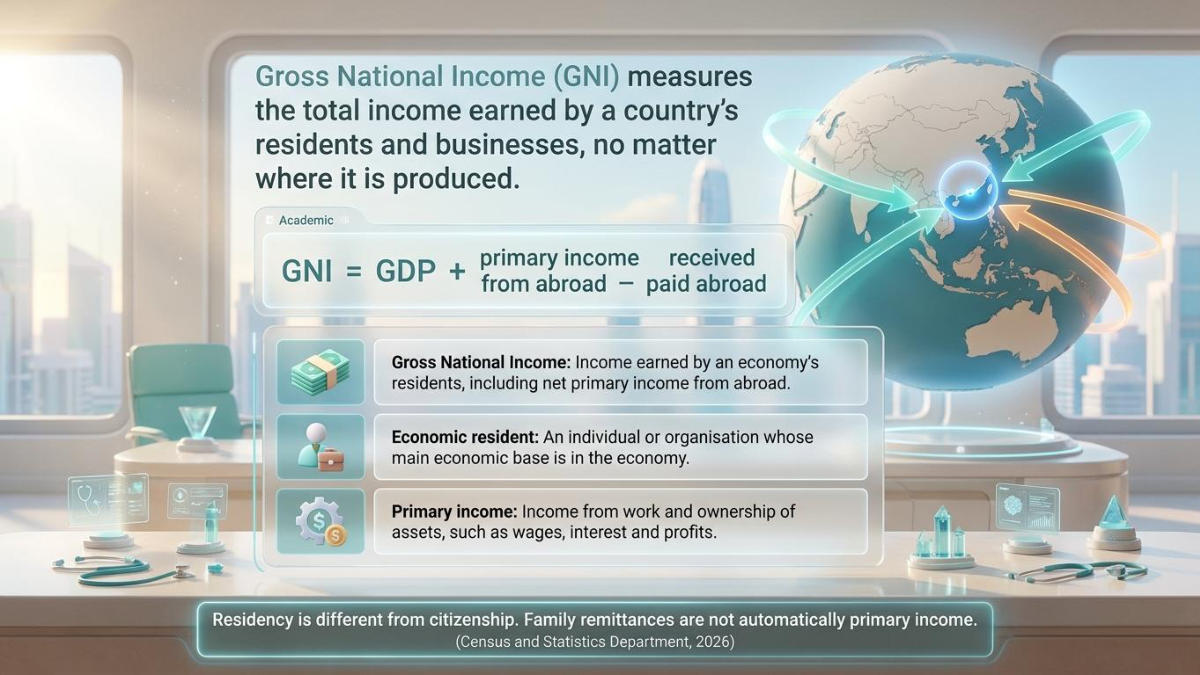 Gross National Income (GNI) measures
the total income earned by a country's
residents and businesses, no matter
where it is produced.
Academic
GNI = GDP + primary income received
from abroad – paid abroad
Gross National Income: Income earned by an economy's
residents, including net primary income from abroad.
Economic resident: An individual or organisation whose
main economic base is in the economy.
Primary income: Income from work and ownership of
assets, such as wages, interest and profits.
Residency is different from citizenship. Family remittances are not automatically primary income.
(Census and Statistics Department, 2026)